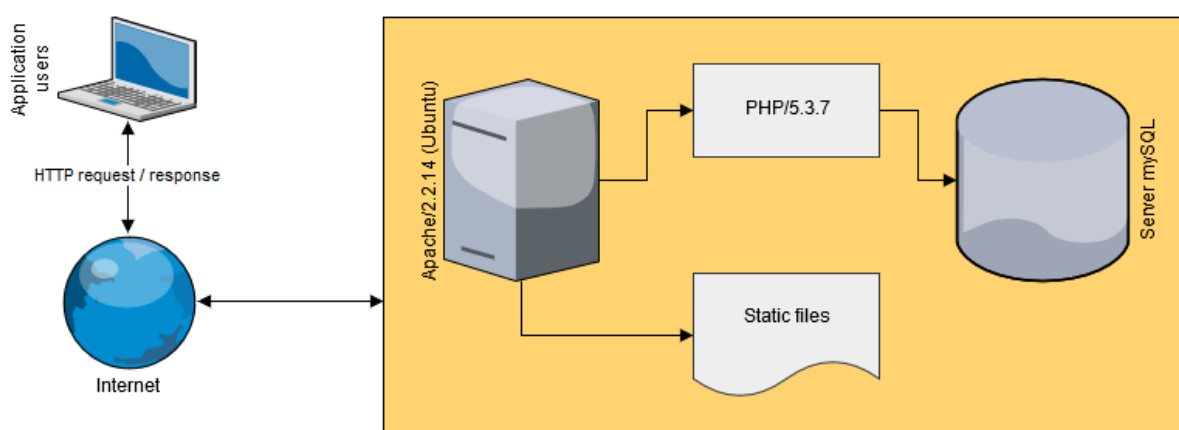 Application
users
HTTP request / response
Internet
Apache/2.2.14 (Ubuntu)
PHP/5.3.7
Static files
Server mySQL